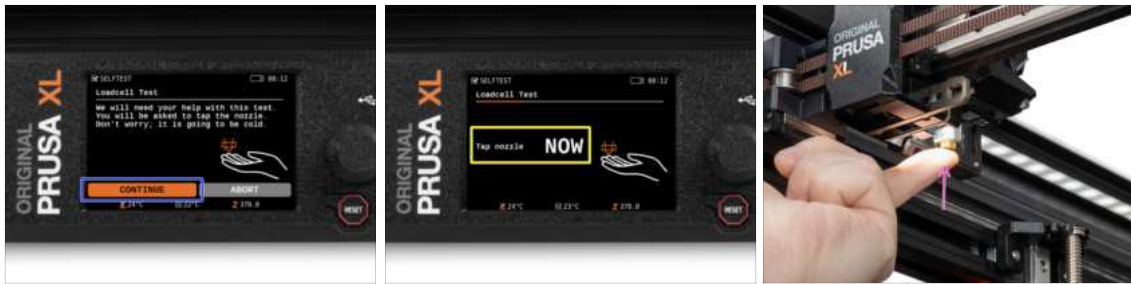 ORIGINAL
PRUSA XL
SELFTEST
00:12
Loadcell Test
We will need your help with this test.
You will be asked to tap the nozzle.
Don't worry, it is going to be cold.
CONTINUE
ABORT
24°C
22°C
Z 370.0
RESET
ORIGINAL
PRUSA XL
SELFTEST
00:12
Loadcell Test
Tap nozzle NOW
24°C
23°C
Z 370.0
RESET
ORIGINAL
PRUSA
XL